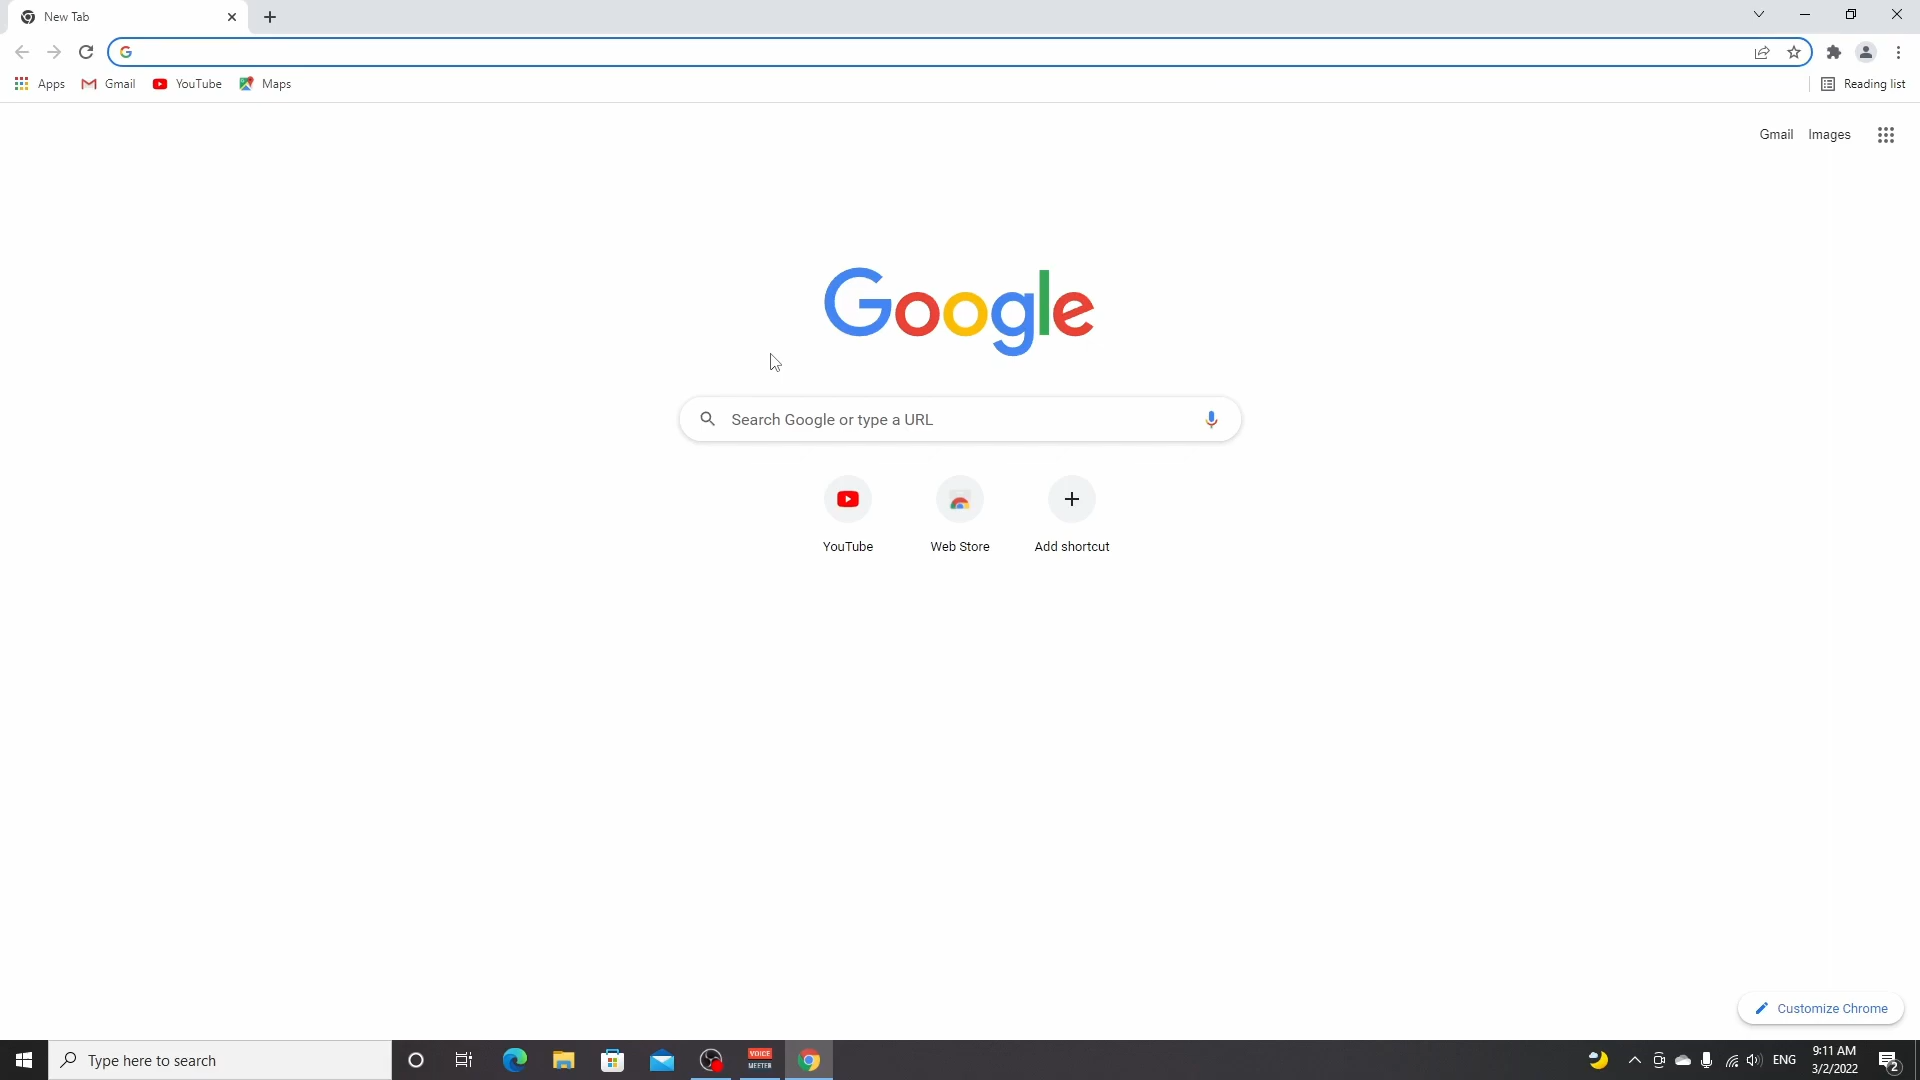 New Tab
Apps
Gmail
YouTube
Maps
Reading list
Gmail
Images
Google
Search Google or type a URL
YouTube
Web Store
Add shortcut
Customize Chrome
Type here to search
VOICE
MEETER
ENG
9:11 AM
3/2/2022
2